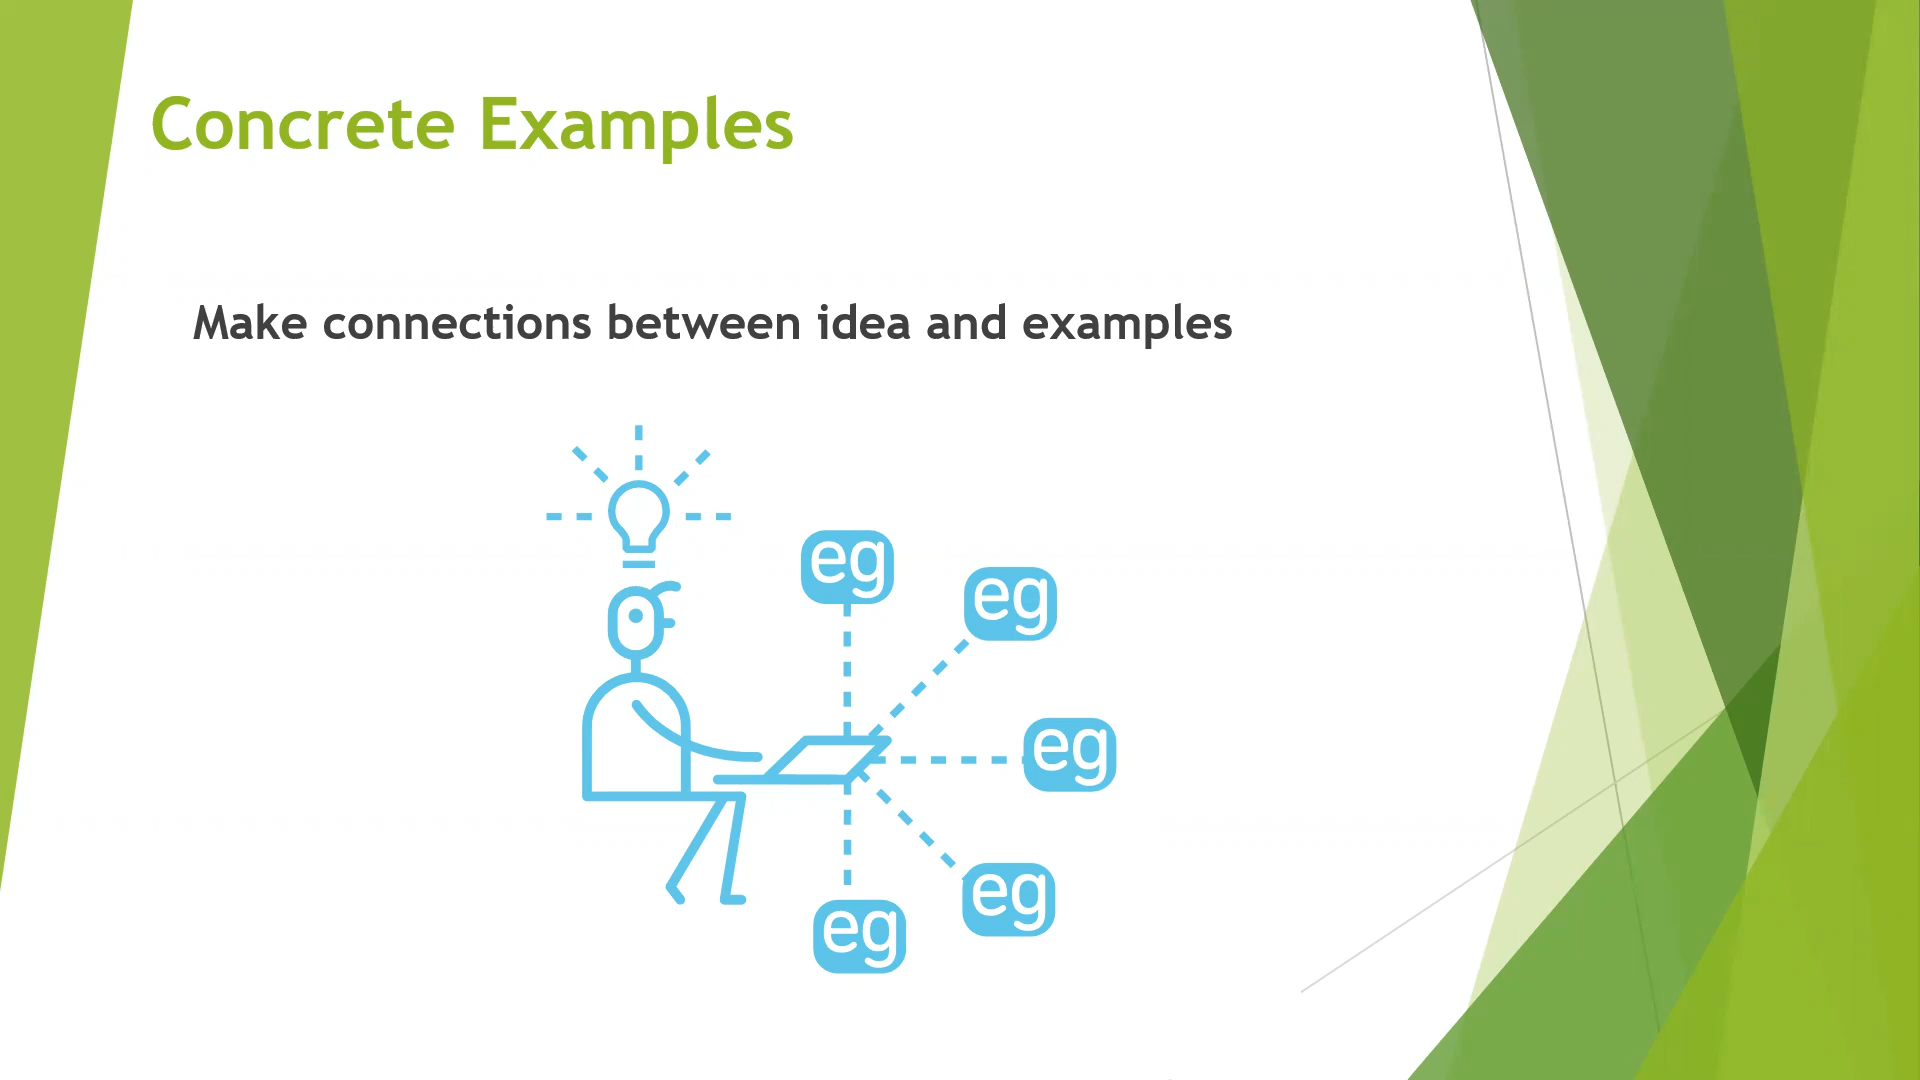 Concrete Examples
Make connections between idea and examples
eg
eg
eg
eg
eg